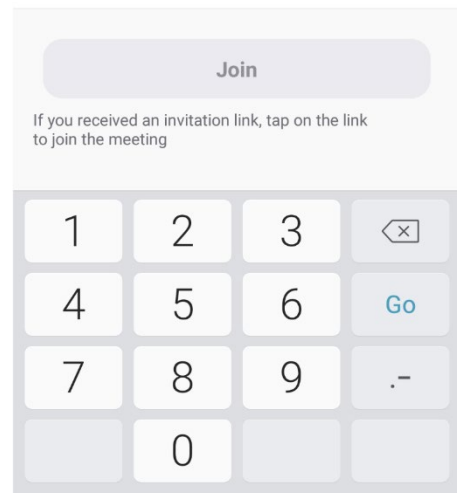 Join
If you received an invitation link, tap on the link
to join the meeting
1 2 3
4 5 6 Go
7 8 9 .-
0